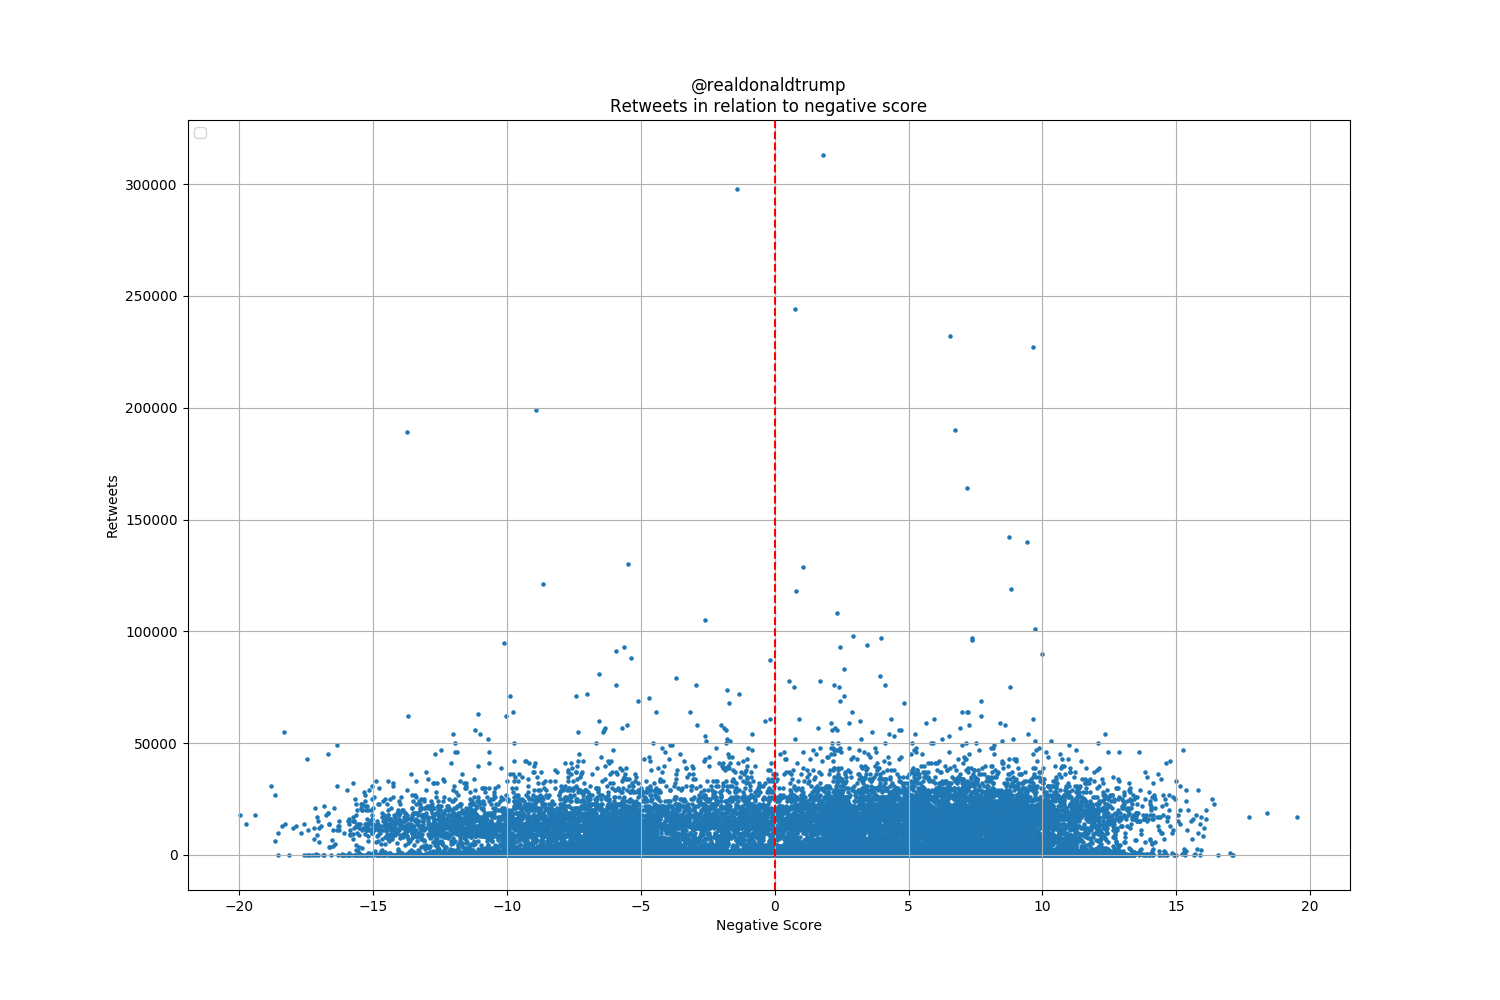 @realdonaldtrump
Retweets in relation to negative score
300000
250000
200000
150000
100000
50000
0
Retweets
−20 −15 −10 −5 0 5 10 15 20
Negative Score